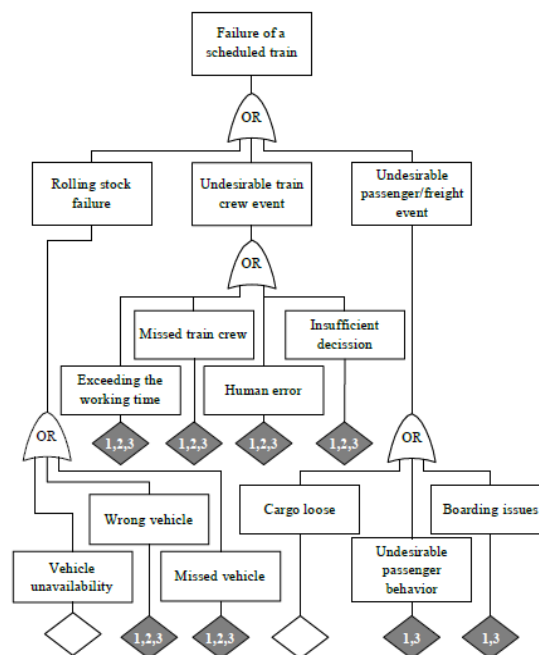 Failure of a
scheduled train
OR
Rolling stock
failure
Undesirable train
crew event
Undesirable
passenger/freight
event
OR
Missed train crew
Insufficient
decission
Exceeding the
working time
Human error
1,2,3
1,2,3
1,2,3
1,2,3
OR
OR
Wrong vehicle
Cargo loose
Boarding issues
Vehicle
unavailability
Missed vehicle
Undesirable
passenger
behavior
1,2,3
1,2,3
1,3
1,3